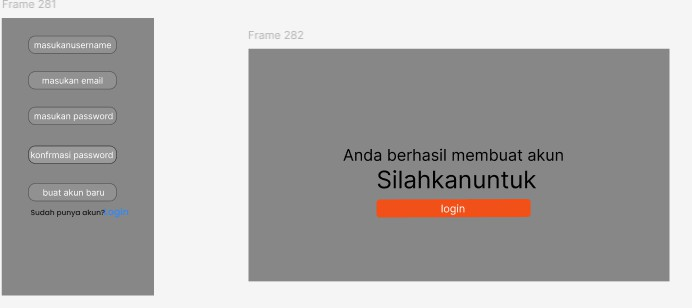 Frame 281
masukanusername
masukan email
masukan password
konfrmasi password
buat akun baru
Sudah punya akun?Login
Frame 282
Anda berhasil membuat akun
Silahkanuntuk
login